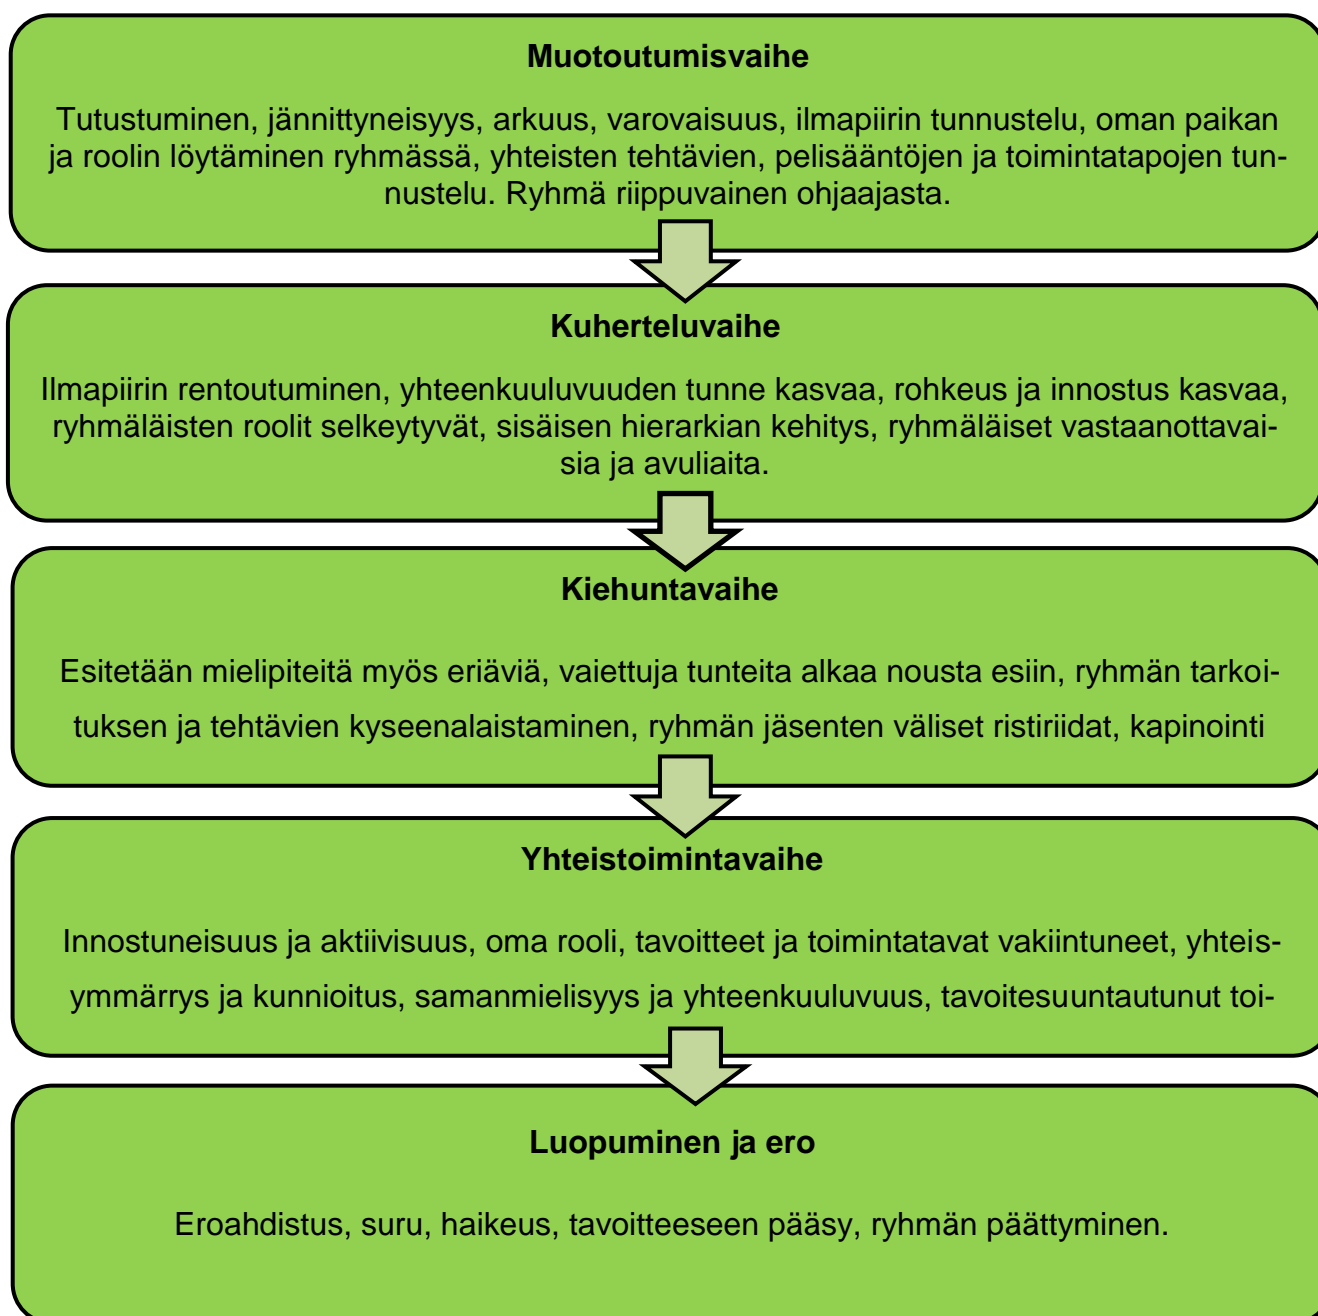 Muotoutumisvaihe
Tutustuminen, jännittyneisyys, arkuus, varovaisuus, ilmapiirin tunnustelu, oman paikan
ja roolin löytäminen ryhmässä, yhteisten tehtävien, pelisääntöjen ja toimintatapojen tun-
nustelu. Ryhmä riippuvainen ohjaajasta.
Kuherteluvaihe
Ilmapiirin rentoutuminen, yhteenkuuluvuuden tunne kasvaa, rohkeus ja innostus kasvaa,
ryhmäläisten roolit selkeytyvät, sisäisen hierarkian kehitys, ryhmäläiset vastaanottavai-
sia ja avuliaita.
Kiehuntavaihe
Esitetään mielipiteitä myös eriäviä, vaiettuja tunteita alkaa nousta esiin, ryhmän tarkoi-
tuksen ja tehtävien kyseenalaistaminen, ryhmän jäsenten väliset ristiriidat, kapinointi
Yhteistoimintavaihe
Innostuneisuus ja aktiivisuus, oma rooli, tavoitteet ja toimintatavat vakiintuneet, yhteis-
ymmärrys ja kunnioitus, samanmielisyys ja yhteenkuuluvuus, tavoitesuuntautunut toi-
Luopuminen ja ero
Eroahdistus, suru, haikeus, tavoitteeseen pääsy, ryhmän päättyminen.